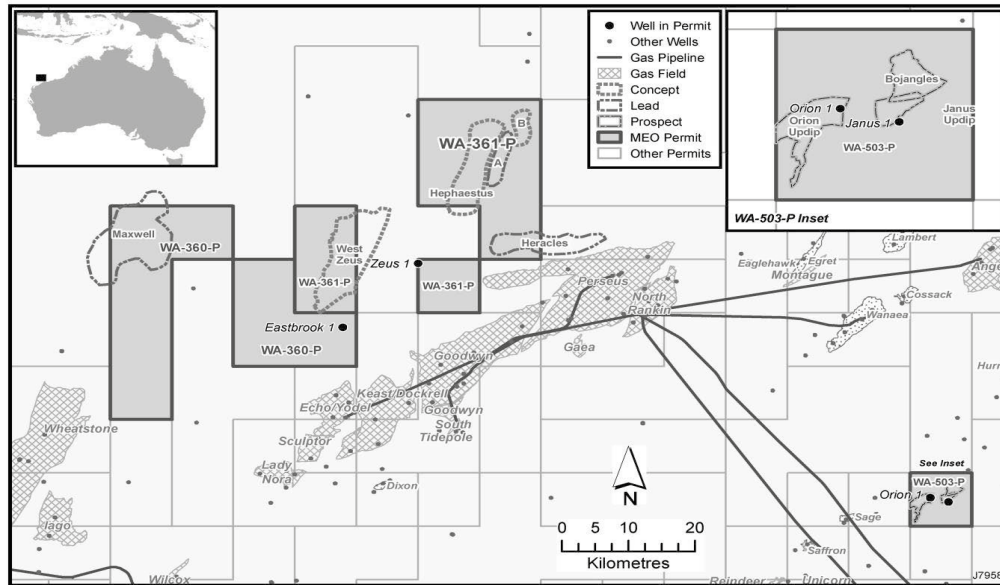 Well in Permit
Other Wells
Gas Pipeline
Gas Field
Concept
Lead
Prospect
MEO Permit
Other Permits
Bojangles
Orion 1
Orion
Updip
Janus 1
Janus
Updip
WA-503-P
WA-503-P Inset
WA-361-P
B
A
Hephaestus
Maxwell
WA-360-P
West
Zeus
Zeus 1
Heracles
WA-361-P
WA-361-P
Eastbrook 1
WA-360-P
Perseus
North
Rankin
Eaglehawk
Egret
Montague
Lambert
Cossack
Wanaea
Ange
Gaea
Goodwyn
Keast/Dockrell
Echo/Yodel
Goodwyn
South
Tidepole
Sculptor
Lady
Nora
Dixon
Wheatstone
Iago
Wilcox
Hurr
See Inset
WA-503-P
Orion 1
Sage
Saffron
Reindeer
Unicorn
N
0 5 10 20
Kilometres
J7959